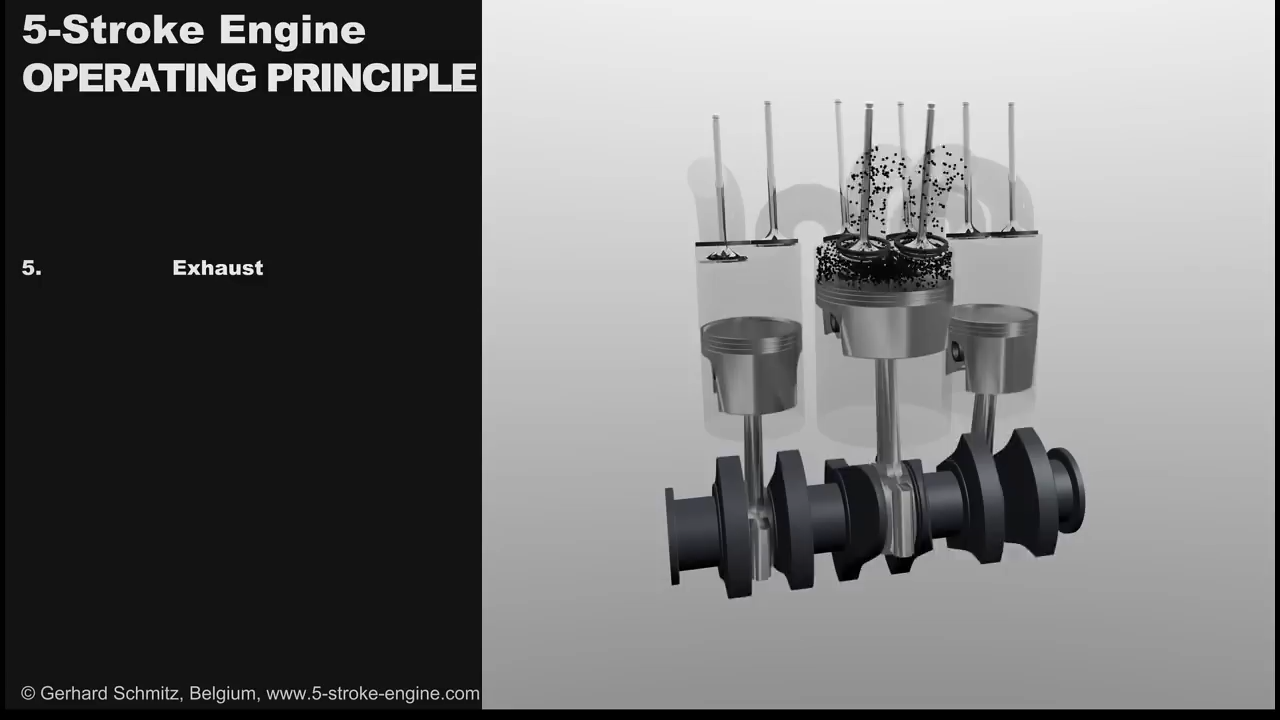 5-Stroke Engine
OPERATING PRINCIPLE
5. Exhaust
© Gerhard Schmitz, Belgium, www.5-stroke-engine.com